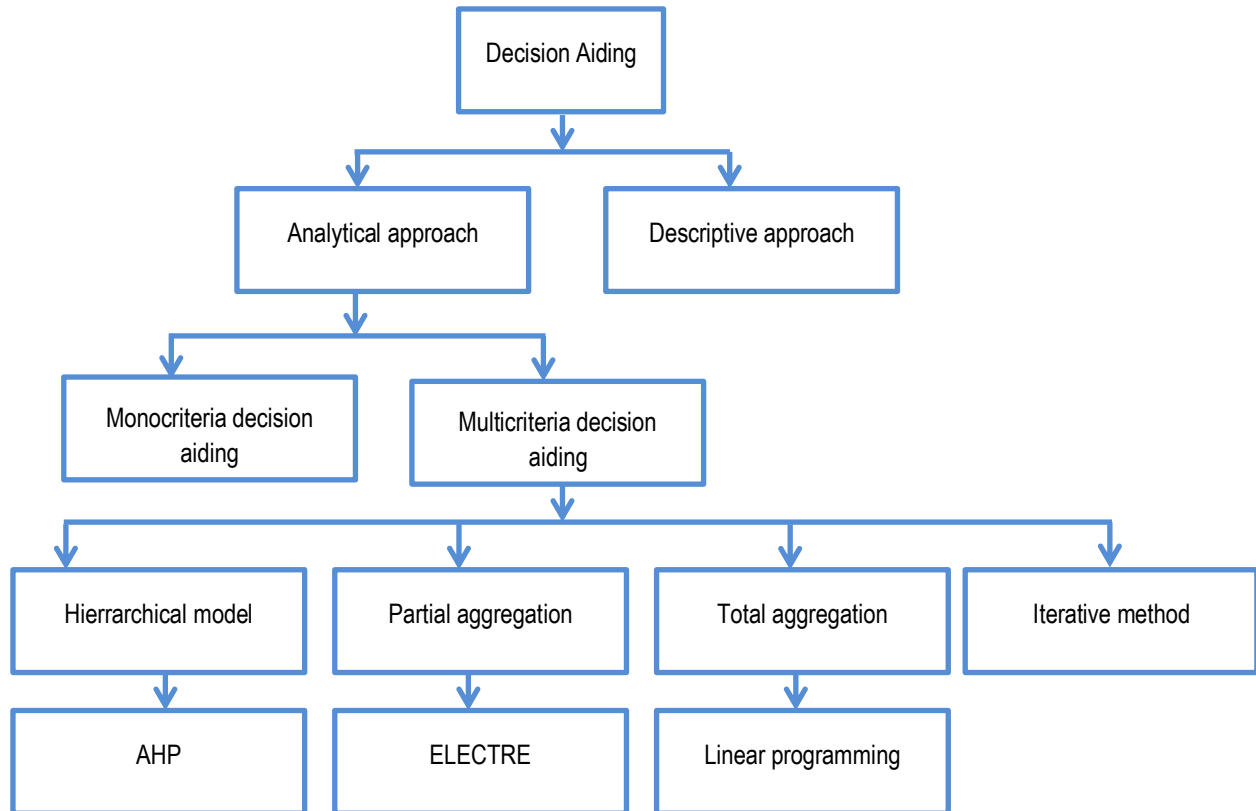 Decision Aiding
Analytical approach
Descriptive approach
Monocriteria decision
aiding
Multicriteria decision
aiding
Hierrarchical model
Partial aggregation
Total aggregation
Iterative method
AHP
ELECTRE
Linear programming